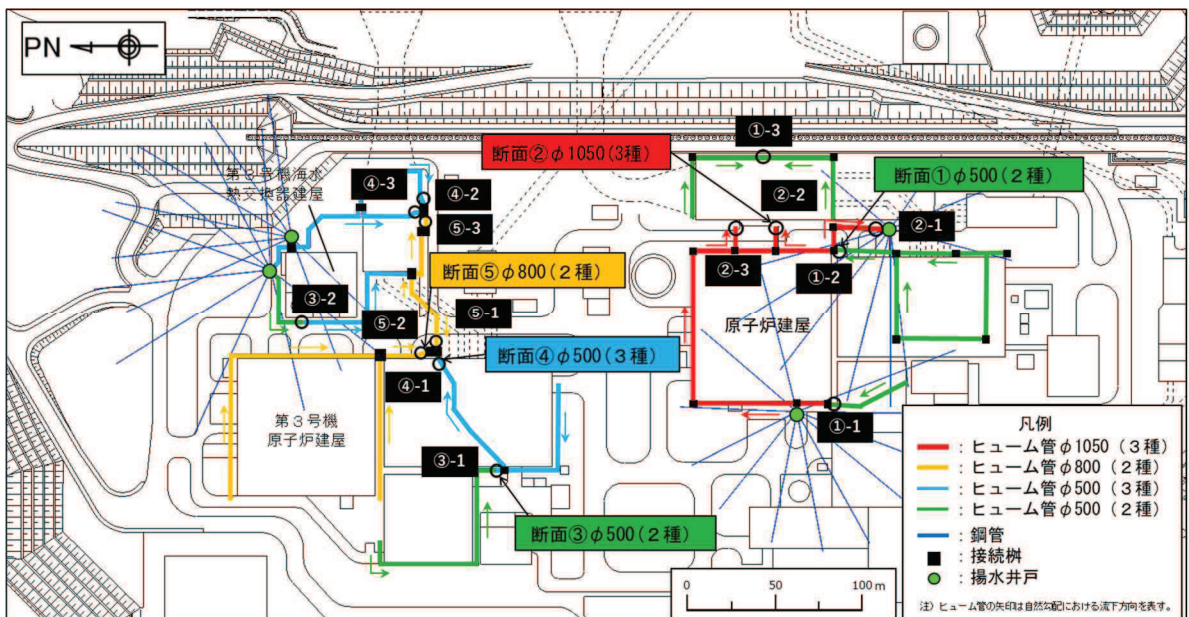 PN
①-3
断面②φ1050(3種)
断面①φ500(2種)
第3号機海水
熱交換器建屋
④-3
④-2
②-2
②-1
⑤-3
断面⑤φ800(2種)
②-3
①-2
③-2
⑤-2
⑤-1
原子炉建屋
断面④φ500(3種)
④-1
①-1
第3号機
原子炉建屋
③-1
断面③φ500(2種)
凡例
:ヒューム管φ1050(3種)
:ヒューム管φ800(2種)
:ヒューム管φ500(3種)
:ヒューム管φ500(2種)
:鋼管
:接続桝
:揚水井戸
0 50 100m
注)ヒューム管の矢印は自然勾配における流下方向を表す。